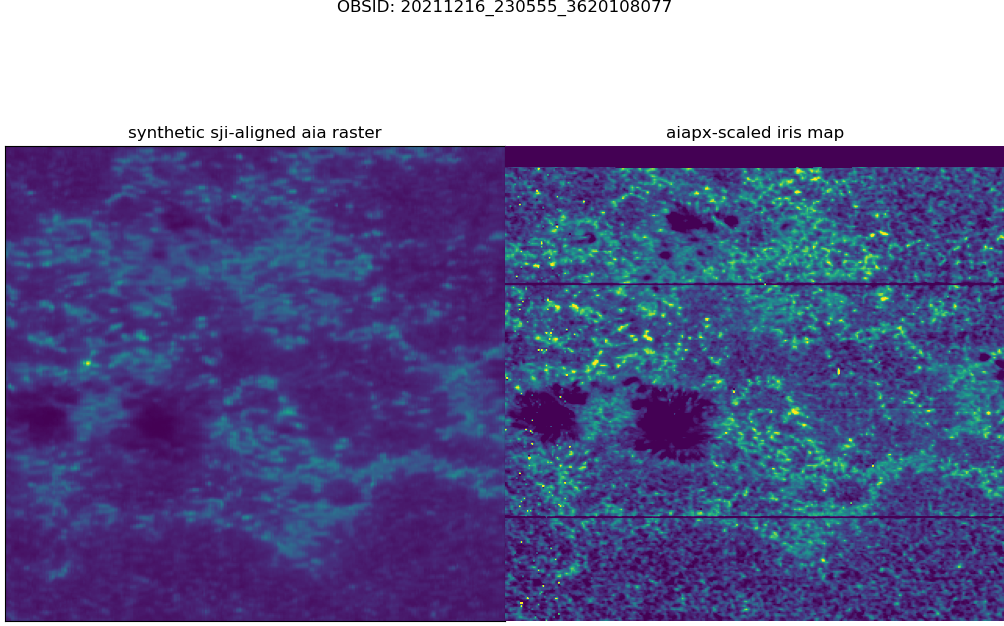 OBSID: 20211216_230555_3620108077
synthetic sji-aligned aia raster
aiapx-scaled iris map